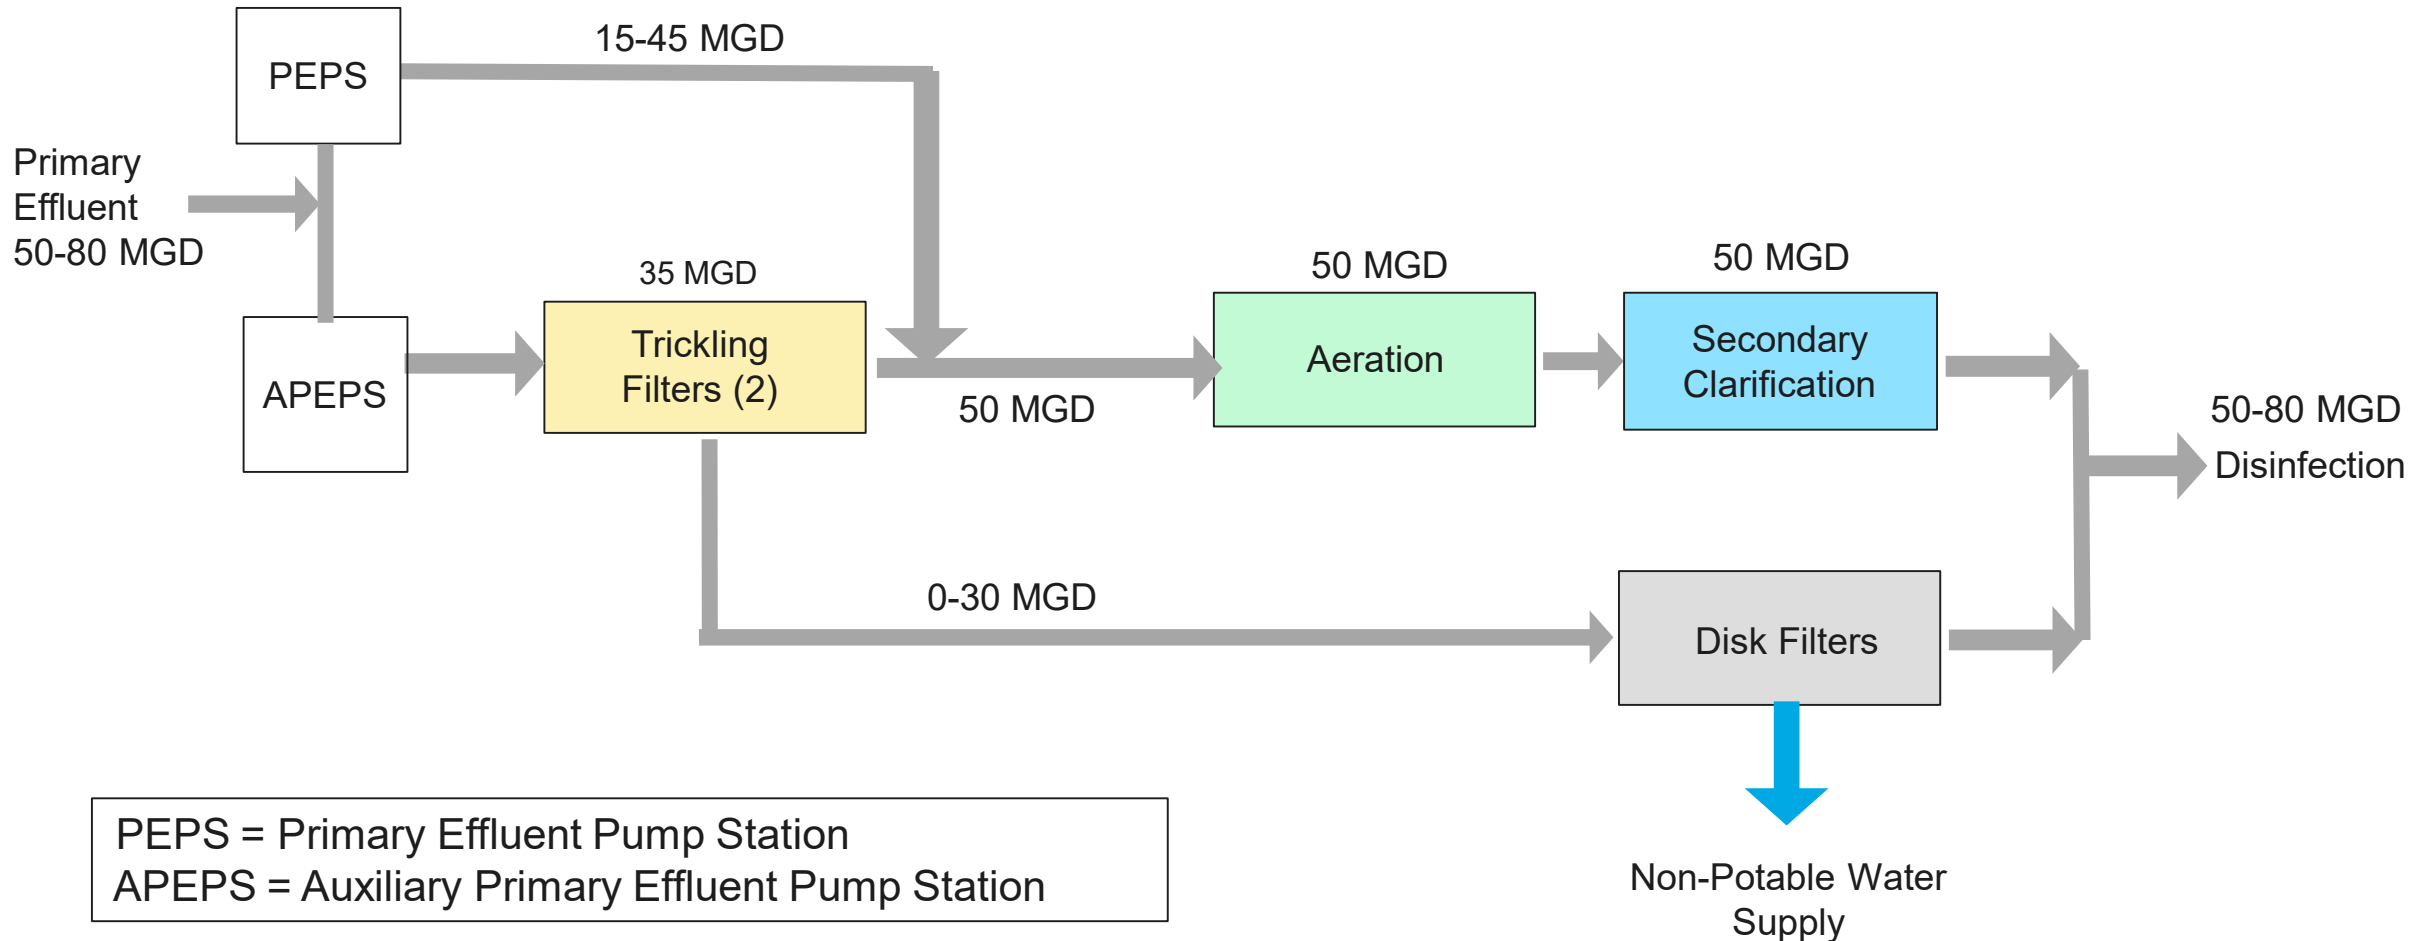 PEPS
15-45 MGD
Primary
Effluent
50-80 MGD
APEPS
35 MGD
Trickling
Filters (2)
50 MGD
50 MGD
Aeration
50 MGD
Secondary
Clarification
50-80 MGD
Disinfection
0-30 MGD
Disk Filters
Non-Potable Water
Supply
PEPS = Primary Effluent Pump Station
APEPS = Auxiliary Primary Effluent Pump Station